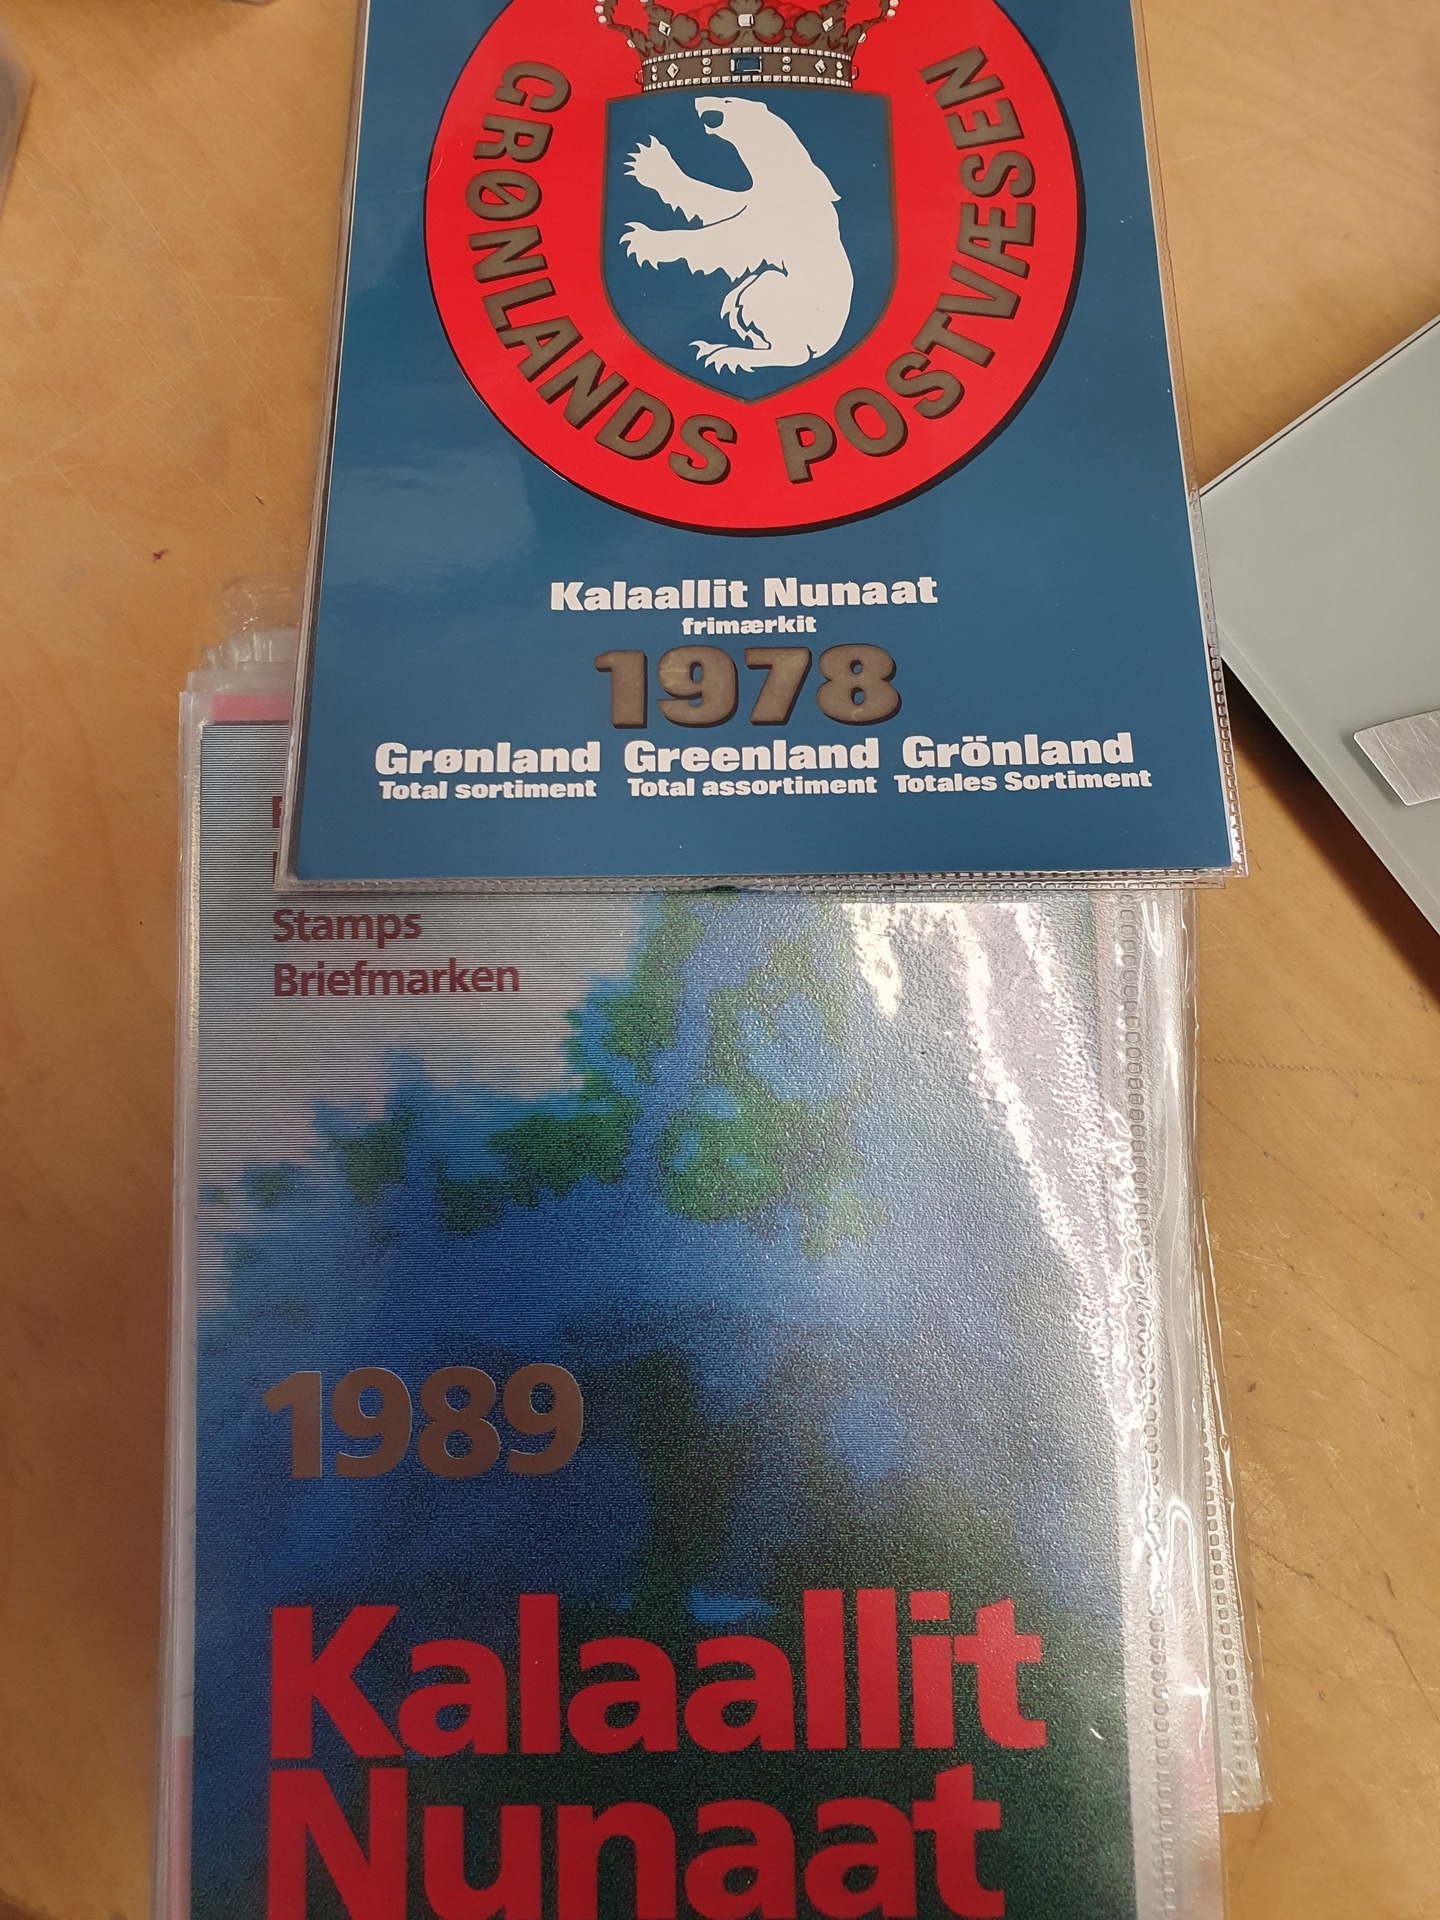 GRØNLANDS POSTVÆSEN
Kalaallit Nunaat
frimærkit
1978
Grønland Greenland Grönland
Total sortiment Total assortiment Totales Sortiment
Stamps
Briefmarken
1989
Kalaallit
Nunaat